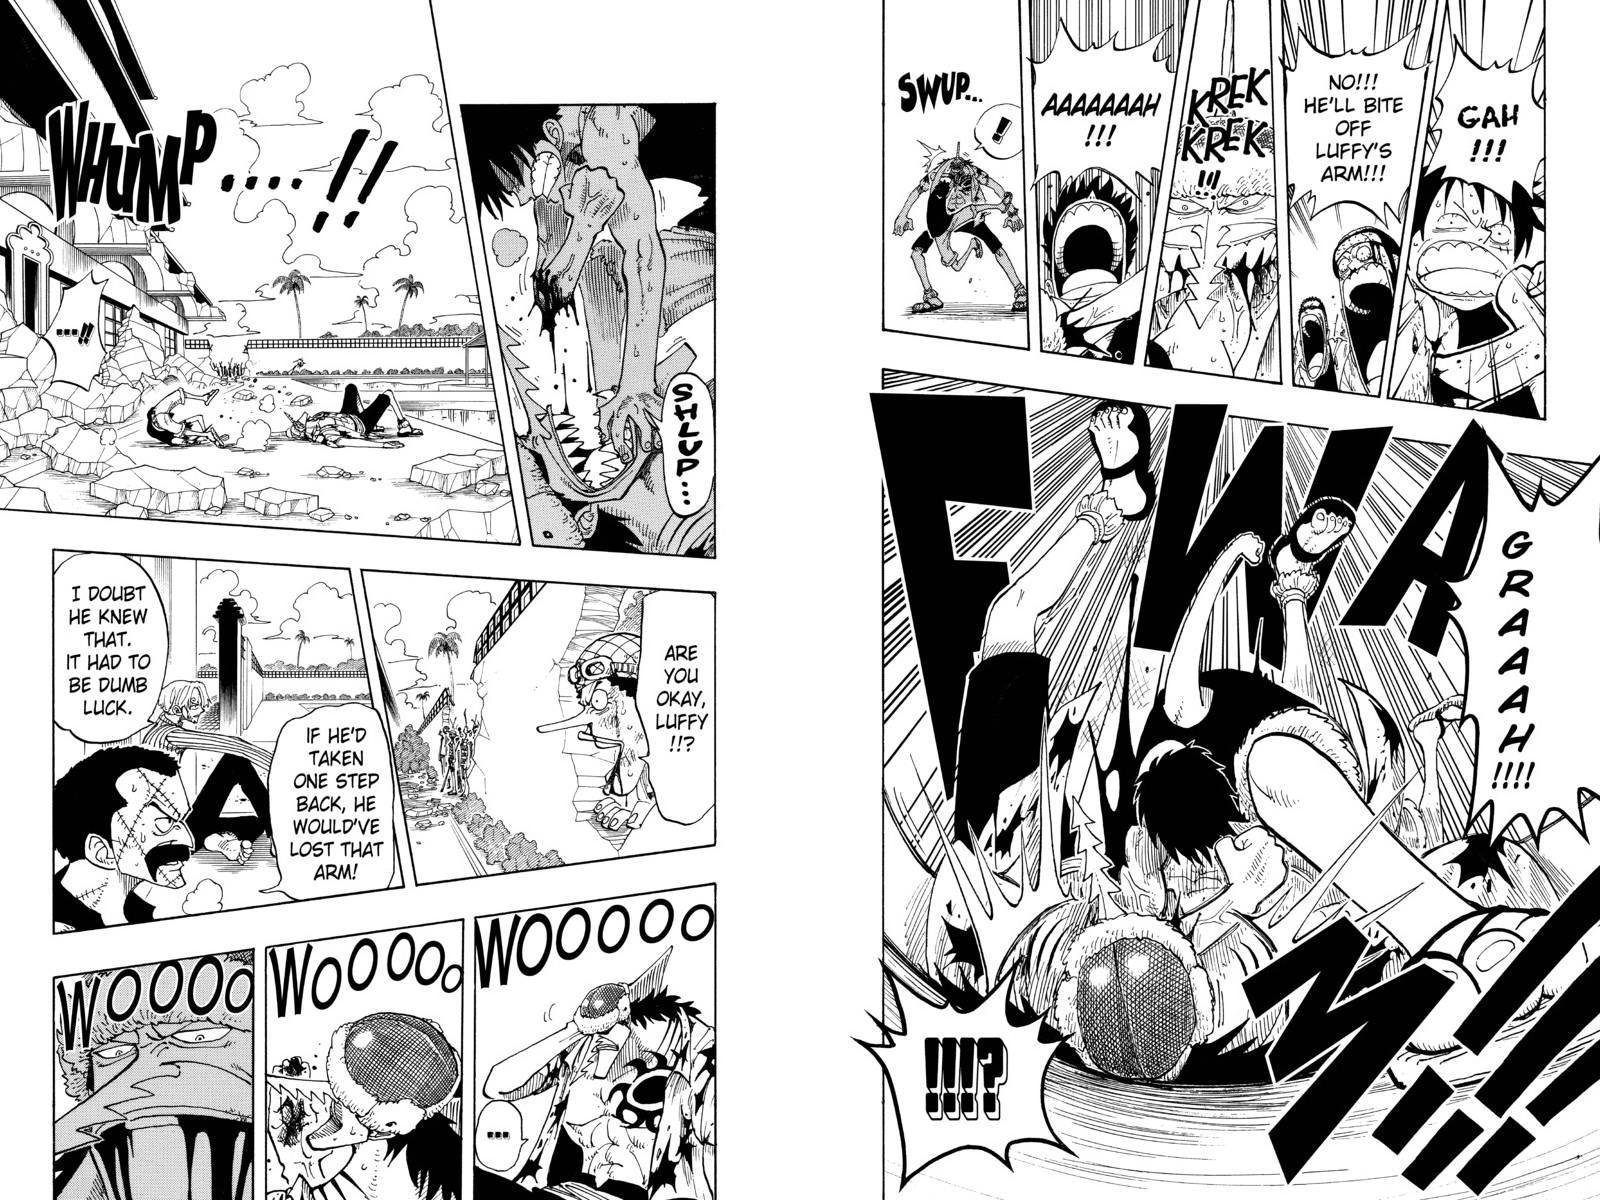 GAH
!!!
NO!!!
HE'LL BITE
OFF
LUFFY'S
ARM!!!
KREK
KREK
KREK
KREK
!!!
AAAAAAAH
!!!
!
SWUP...
GRAAAH!!!!
FWAM!!
!!!!?
SHLUP...
WHUMP....!!
...!!
ARE
YOU
OKAY,
LUFFY
!!?
I DOUBT
HE KNEW
THAT.
IT HAD TO
BE DUMB
LUCK.
IF HE'D
TAKEN
ONE STEP
BACK, HE
WOULD'VE
LOST THAT
ARM!
WOOOOO
...
WOOOOO
WOOOO